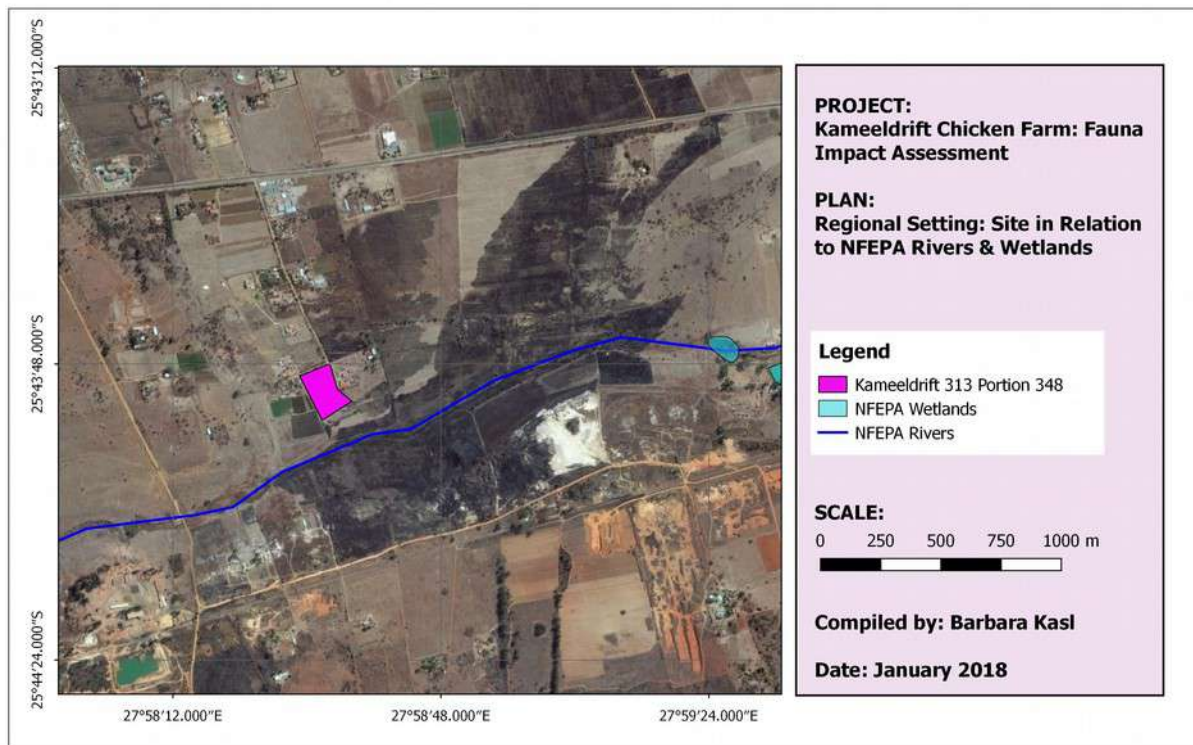 25°43'12.000"S
25°43'48.000"S
25°44'24.000"S
27°58'12.000"E
27°58'48.000"E
27°59'24.000"E
PROJECT:
Kameeldrift Chicken Farm: Fauna
Impact Assessment
PLAN:
Regional Setting: Site in Relation
to NFEPA Rivers & Wetlands
Legend
Kameeldrift 313 Portion 348
NFEPA Wetlands
NFEPA Rivers
SCALE:
0 250 500 750 1000 m
Compiled by: Barbara Kasl
Date: January 2018